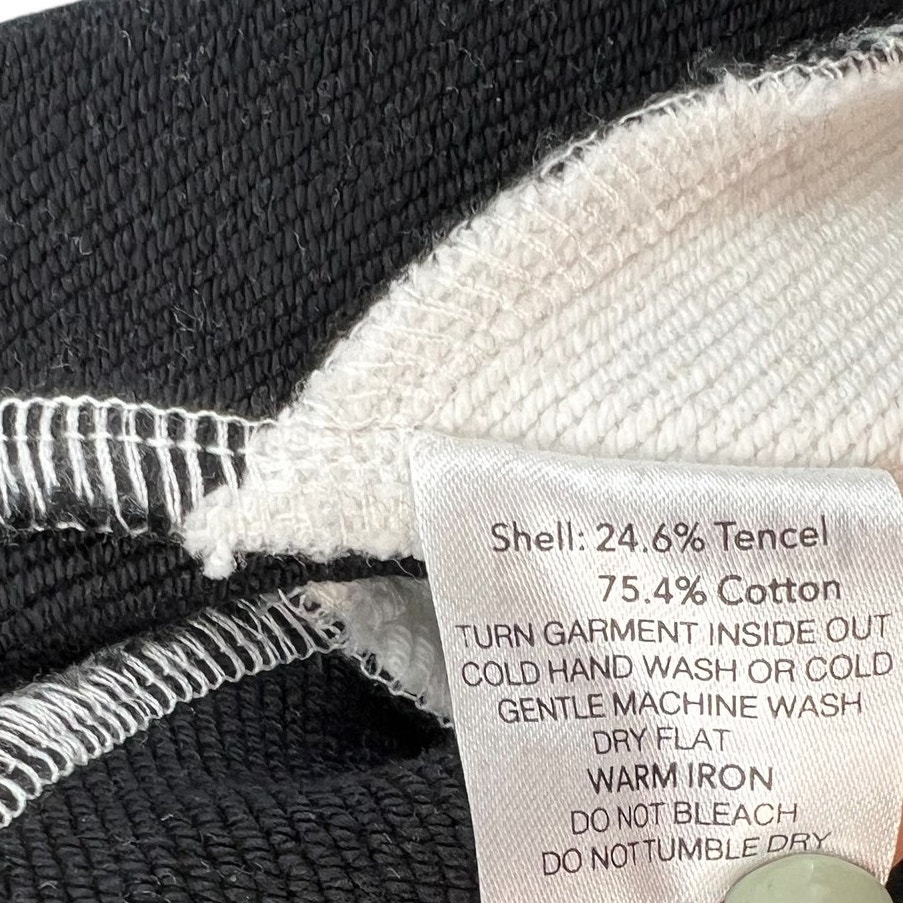 Shell: 24.6% Tencel
75.4% Cotton
TURN GARMENT INSIDE OUT
COLD HAND WASH OR COLD
GENTLE MACHINE WASH
DRY FLAT
WARM IRON
DO NOT BLEACH
DO NOT TUMBLE DRY